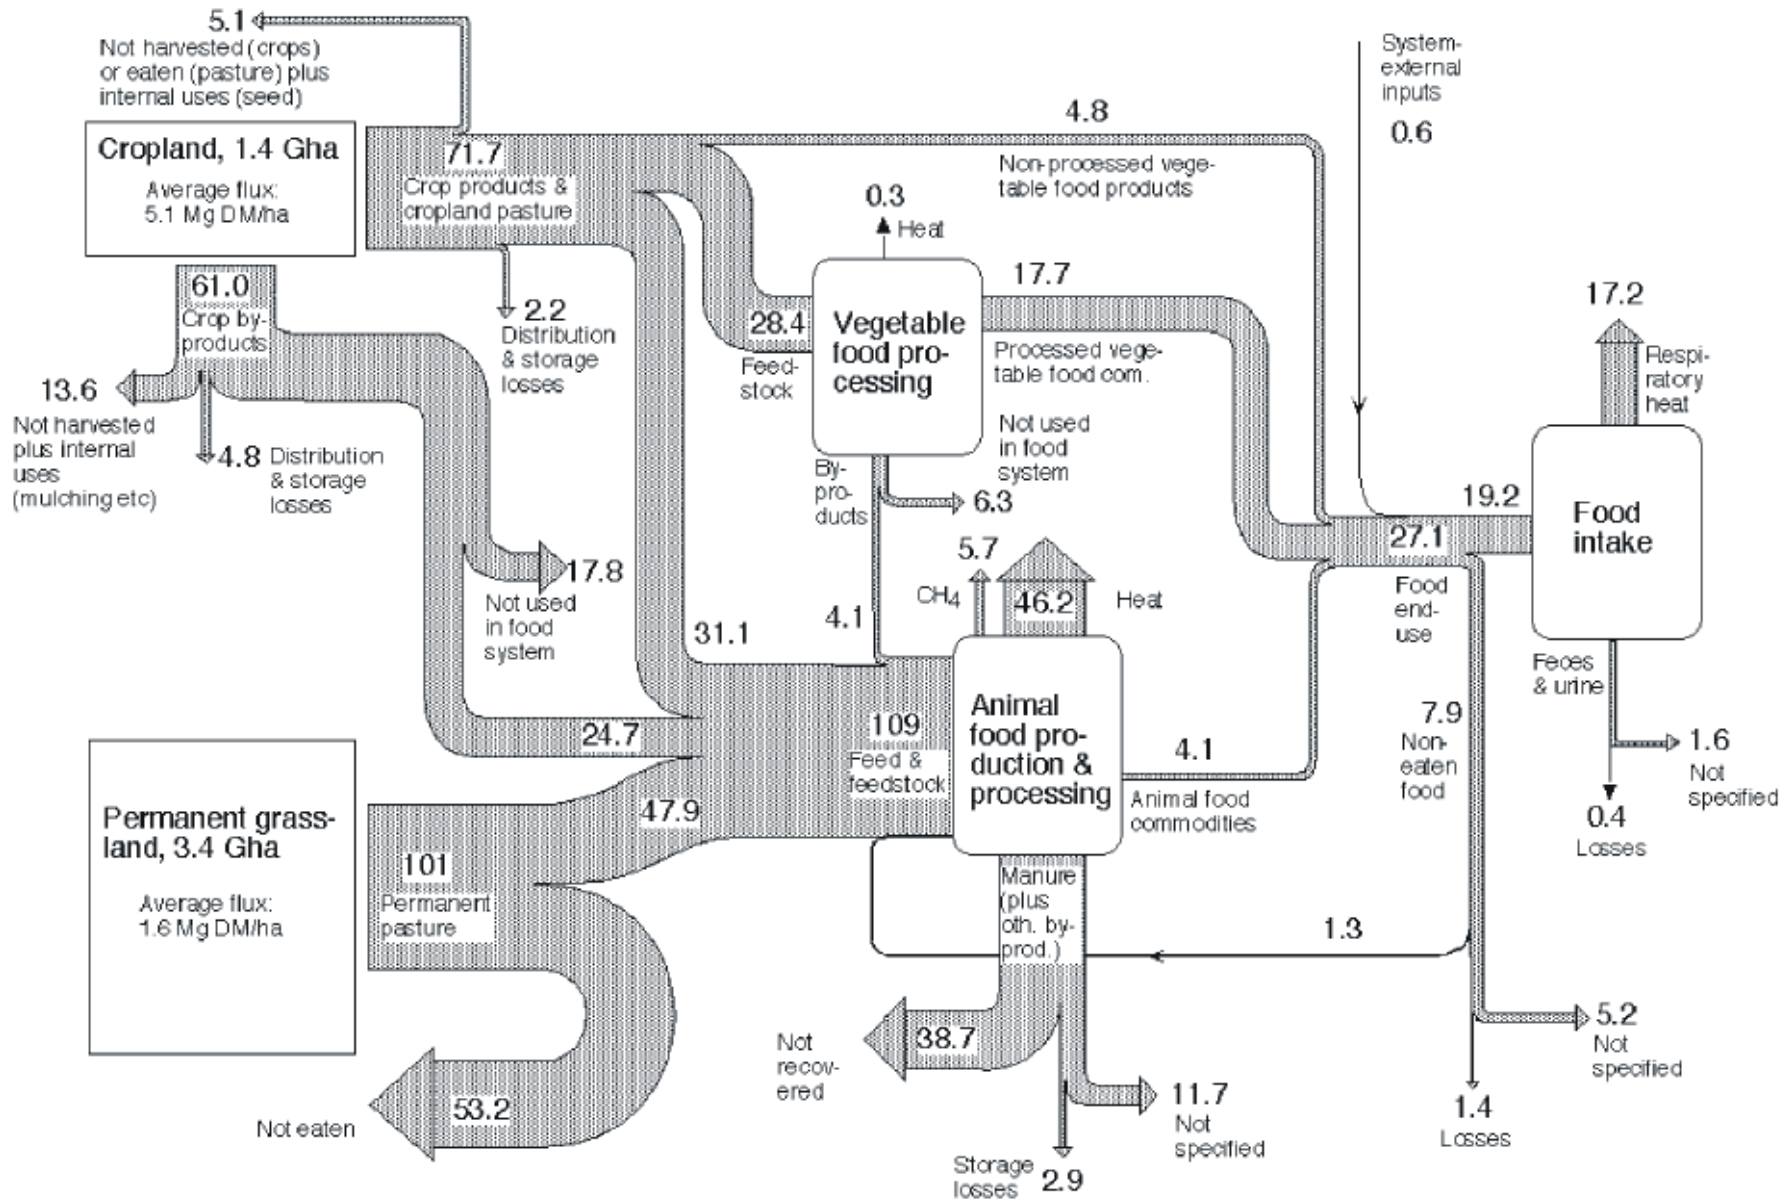 5.1
Not harvested (crops)
or eaten (pasture) plus
internal uses (seed)
Cropland, 1.4 Gha
Average flux:
5.1 Mg DM/ha
71.7
Crop products &
cropland pasture
2.2
Distribution
& storage
losses
61.0
Crop by-
products
13.6
Not harvested
plus internal
uses
(mulching etc)
4.8
Distribution
& storage
losses
17.8
Not used
in food
system
4.8
Non-processed vege-
table food products
System-
external
inputs
0.6
0.3
Heat
28.4
Feed-
stock
Vegetable
food pro-
cessing
17.7
Processed vege-
table food com.
Not used
in food
system
6.3
By-
pro-
ducts
4.1
31.1
24.7
47.9
109
Feed &
feedstock
5.7
CH4
46.2
Heat
Animal
food pro-
duction &
processing
4.1
Animal food
commodities
17.2
Respi-
ratory
heat
19.2
27.1
Food
end-
use
Food
intake
Feces
& urine
1.6
Not
specified
0.4
Losses
7.9
Non-
eaten
food
1.3
5.2
Not
specified
1.4
Losses
Permanent grass-
land, 3.4 Gha
Average flux:
1.6 Mg DM/ha
101
Permanent
pasture
Not eaten
53.2
Manure
(plus
oth. by-
prod.)
Not
recov-
ered
38.7
11.7
Not
specified
Storage
losses
2.9